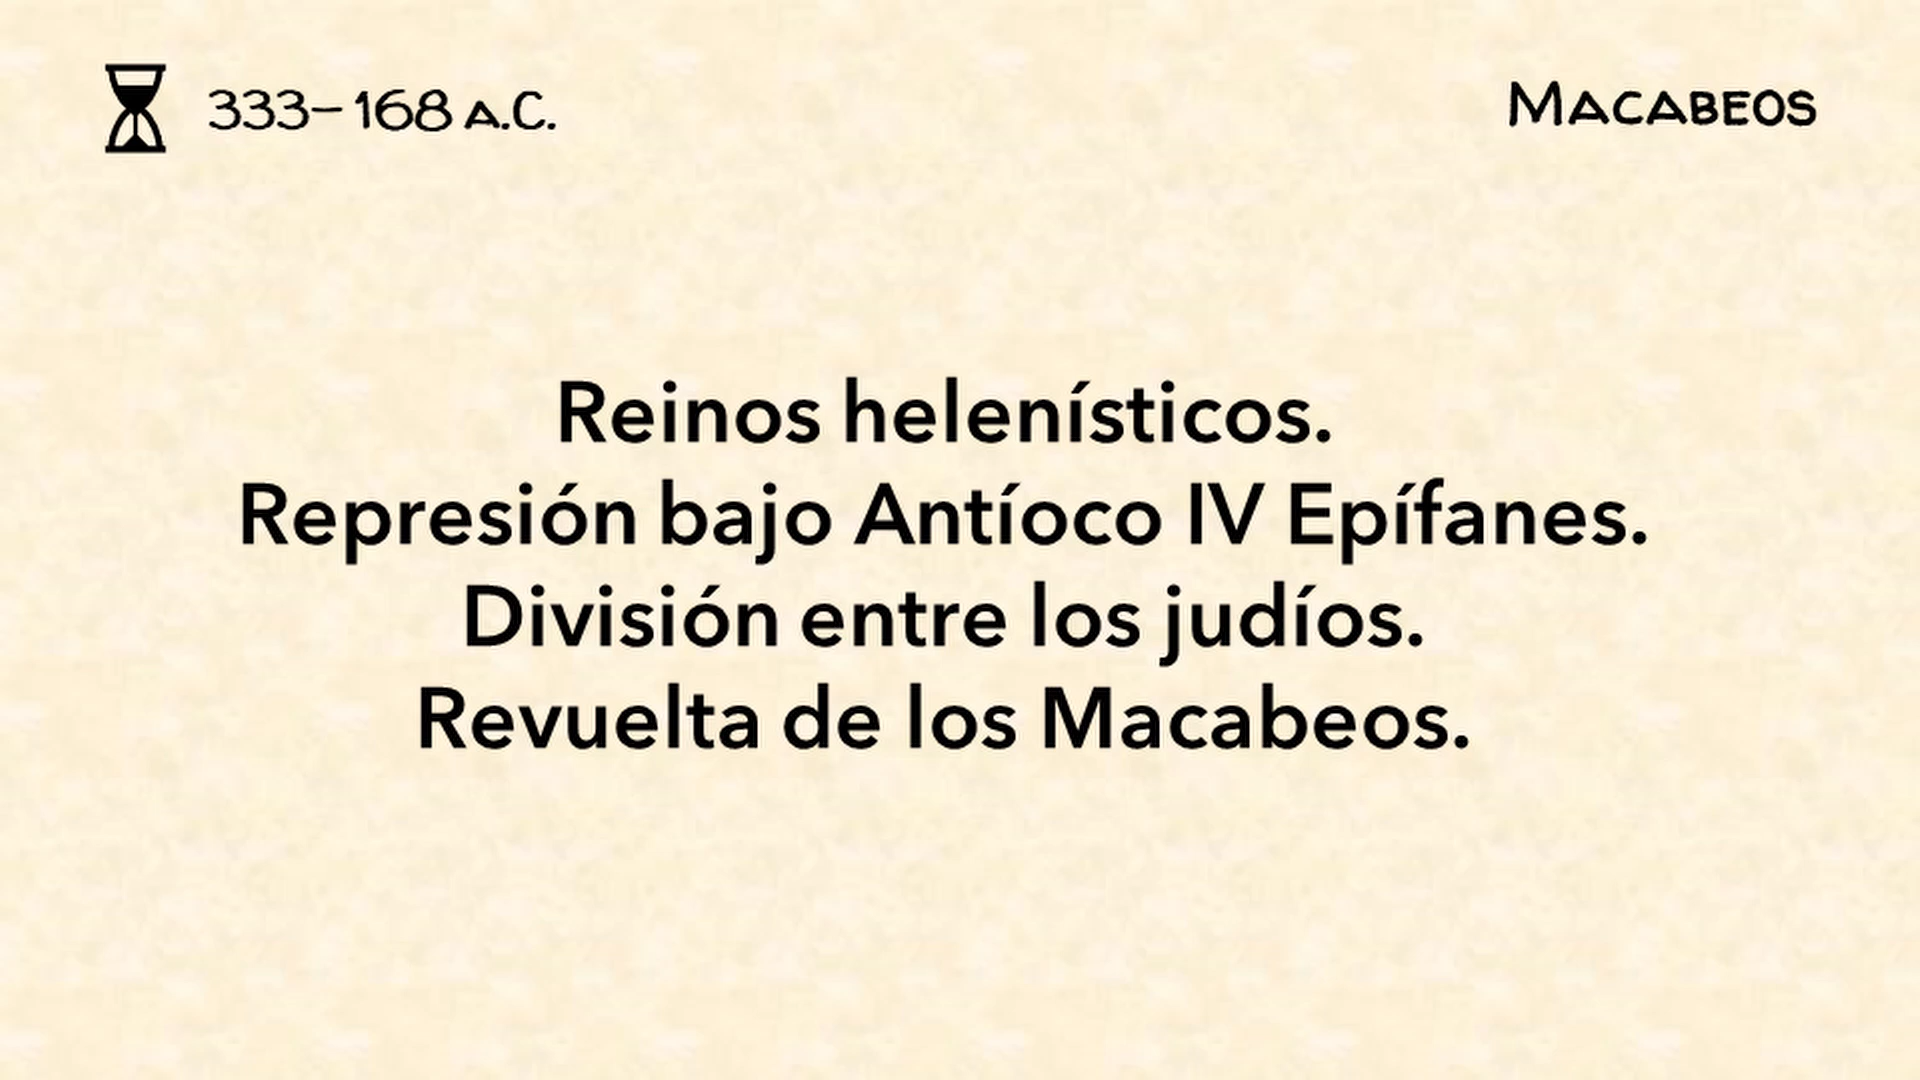 333–168 a.C.
Macabeos
Reinos helenísticos.
Represión bajo Antíoco IV Epífanes.
División entre los judíos.
Revuelta de los Macabeos.